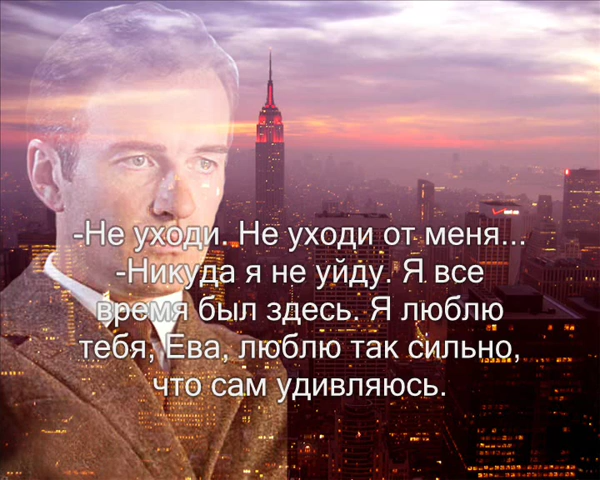 -Не уходи. Не уходи от меня...
-Никуда я не уйду. Я все
время был здесь. Я люблю
тебя, Ева, люблю так сильно,
что сам удивляюсь.